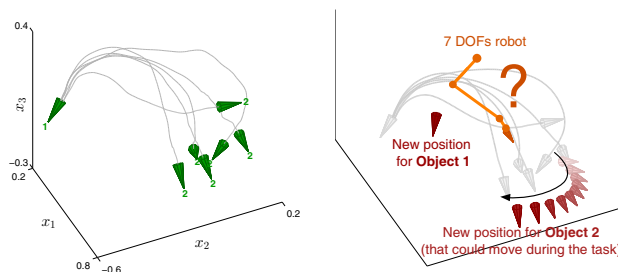 0.4
x3
1
2
2
2
2
2
2
−0.3
0.2
x1
0.8
−0.6
x2
0.2
7 DOFs robot
?
New position
for Object 1
New position for Object 2
(that could move during the task)